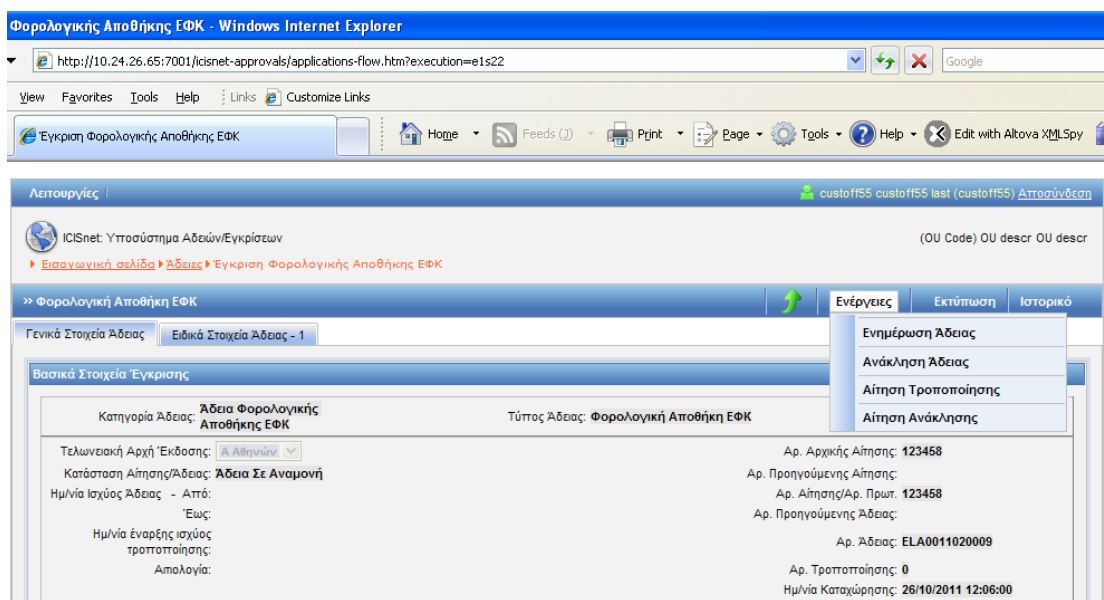 Φορολογικής Αποθήκης ΕΦΚ - Windows Internet Explorer
http://10.24.26.65:7001/icisnet-approvals/applications-flow.htm?execution=e1s22 Google
View Favorites Tools Help Links Customize Links
Έγκριση Φορολογικής Αποθήκης ΕΦΚ Home Feeds (J) Print Page Tools Help Edit with Altova XMLSpy
Λειτουργίες custoff55 custoff55 last (custoff55) Αποσύνδεση
ICISnet: Υποσύστημα Αδειών/Εγκρίσεων (OU Code) OU descr OU descr
Εισαγωγική σελίδα Άδειες Έγκριση Φορολογικής Αποθήκης ΕΦΚ
>> Φορολογική Αποθήκη ΕΦΚ Ενέργειες Εκτύπωση Ιστορικό
Γενικά Στοιχεία Άδειας Ειδικά Στοιχεία Άδειας - 1
Ενημέρωση Άδειας
Ανάκληση Άδειας
Αίτηση Τροποποίησης
Αίτηση Ανάκλησης
Βασικά Στοιχεία Έγκρισης
Κατηγορία Άδειας: Άδεια Φορολογικής
Αποθήκης ΕΦΚ
Τύπος Άδειας: Φορολογική Αποθήκη ΕΦΚ
Τελωνειακή Αρχή Έκδοσης: Α Αθηνών Αρ. Αρχικής Αίτησης: 123458
Κατάσταση Αίτησης/Άδειας: Άδεια Σε Αναμονή Αρ. Προηγούμενης Αίτησης:
Ημ/νία Ισχύος Άδειας - Από: Αρ. Αίτησης/Αρ. Πρωτ. 123458
Έως: Αρ. Προηγούμενης Άδειας:
Ημ/νία έναρξης ισχύος
τροποποίησης:
Αρ. Άδειας: ELA0011020009
Αιτιολογία: Αρ. Τροποποίησης: 0
Ημ/νία Καταχώρησης: 26/10/2011 12:06:00